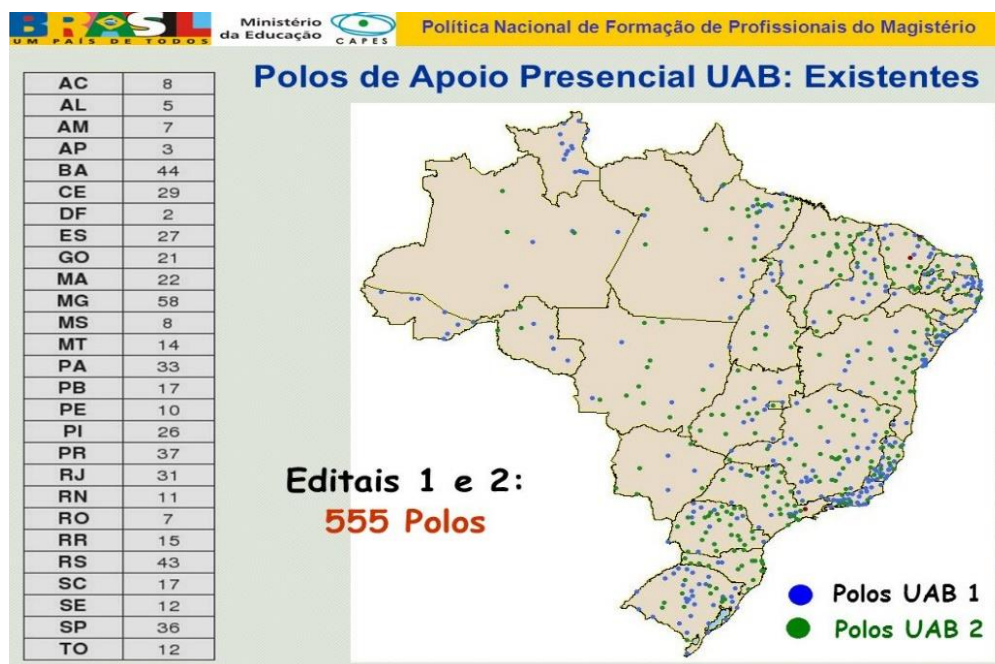 BRASIL
UM PAÍS DE TODOS
Ministério
da Educação
CAPES
Política Nacional de Formação de Profissionais do Magistério
Polos de Apoio Presencial UAB: Existentes
AC 8
AL 5
AM 7
AP 3
BA 44
CE 29
DF 2
ES 27
GO 21
MA 22
MG 58
MS 8
MT 14
PA 33
PB 17
PE 10
PI 26
PR 37
RJ 31
RN 11
RO 7
RR 15
RS 43
SC 17
SE 12
SP 36
TO 12
Editais 1 e 2:
555 Polos
Polos UAB 1
Polos UAB 2